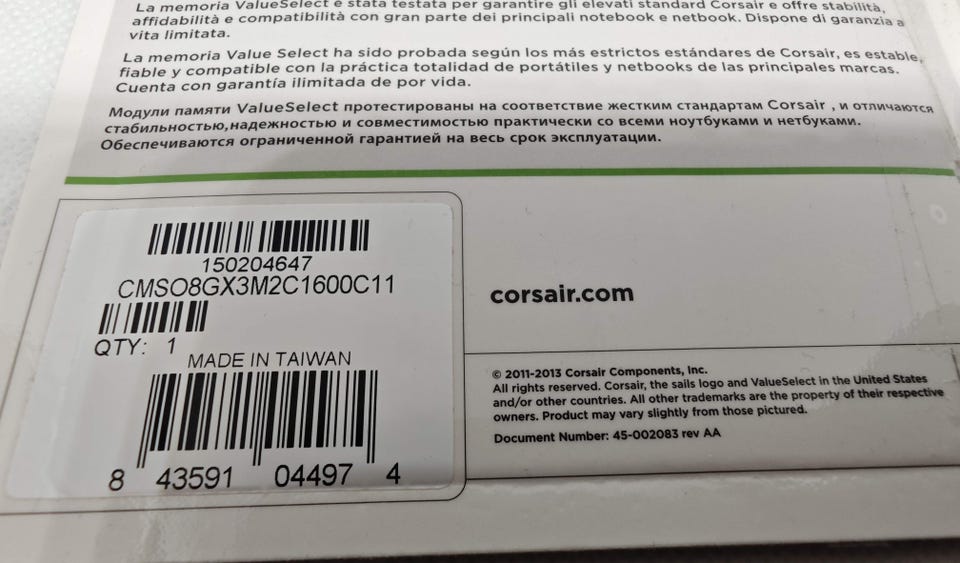 La memoria ValueSelect è stata testata per garantire gli elevati standard Corsair e offre stabilità,
affidabilità e compatibilità con gran parte dei principali notebook e netbook. Dispone di garanzia a
vita limitata.
La memoria Value Select ha sido probada según los más estrictos estándares de Corsair, es estable,
fiable y compatible con la práctica totalidad de portátiles y netbooks de las principales marcas.
Cuenta con garantía ilimitada de por vida.
Модули памяти ValueSelect протестированы на соответствие жестким стандартам Corsair , и отличаются
стабильностью,надежностью и совместимостью практически со всеми ноутбуками и нетбуками.
Обеспечиваются ограниченной гарантией на весь срок эксплуатации.
150204647
CMSO8GX3M2C1600C11
QTY: 1
MADE IN TAIWAN
8 43591 04497 4
corsair.com
© 2011-2013 Corsair Components, Inc.
All rights reserved. Corsair, the sails logo and ValueSelect in the United States
and/or other countries. All other trademarks are the property of their respective
owners. Product may vary slightly from those pictured.
Document Number: 45-002083 rev AA